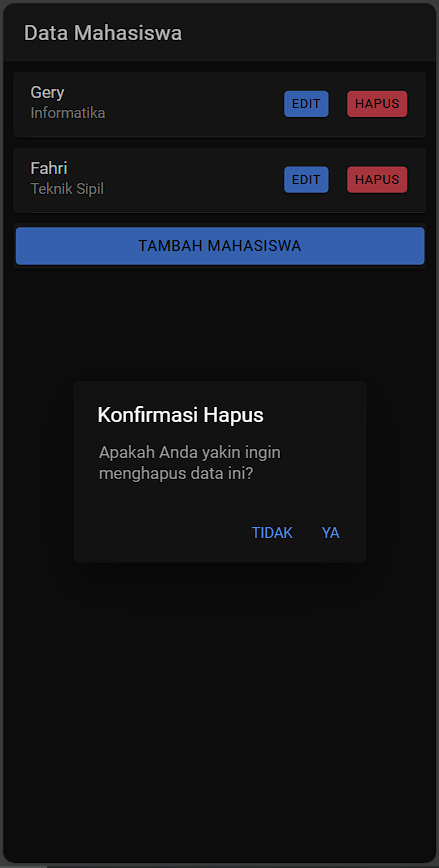 Data Mahasiswa
Gery
Informatika
EDIT
HAPUS
Fahri
Teknik Sipil
EDIT
HAPUS
TAMBAH MAHASISWA
Konfirmasi Hapus
Apakah Anda yakin ingin
menghapus data ini?
TIDAK
YA